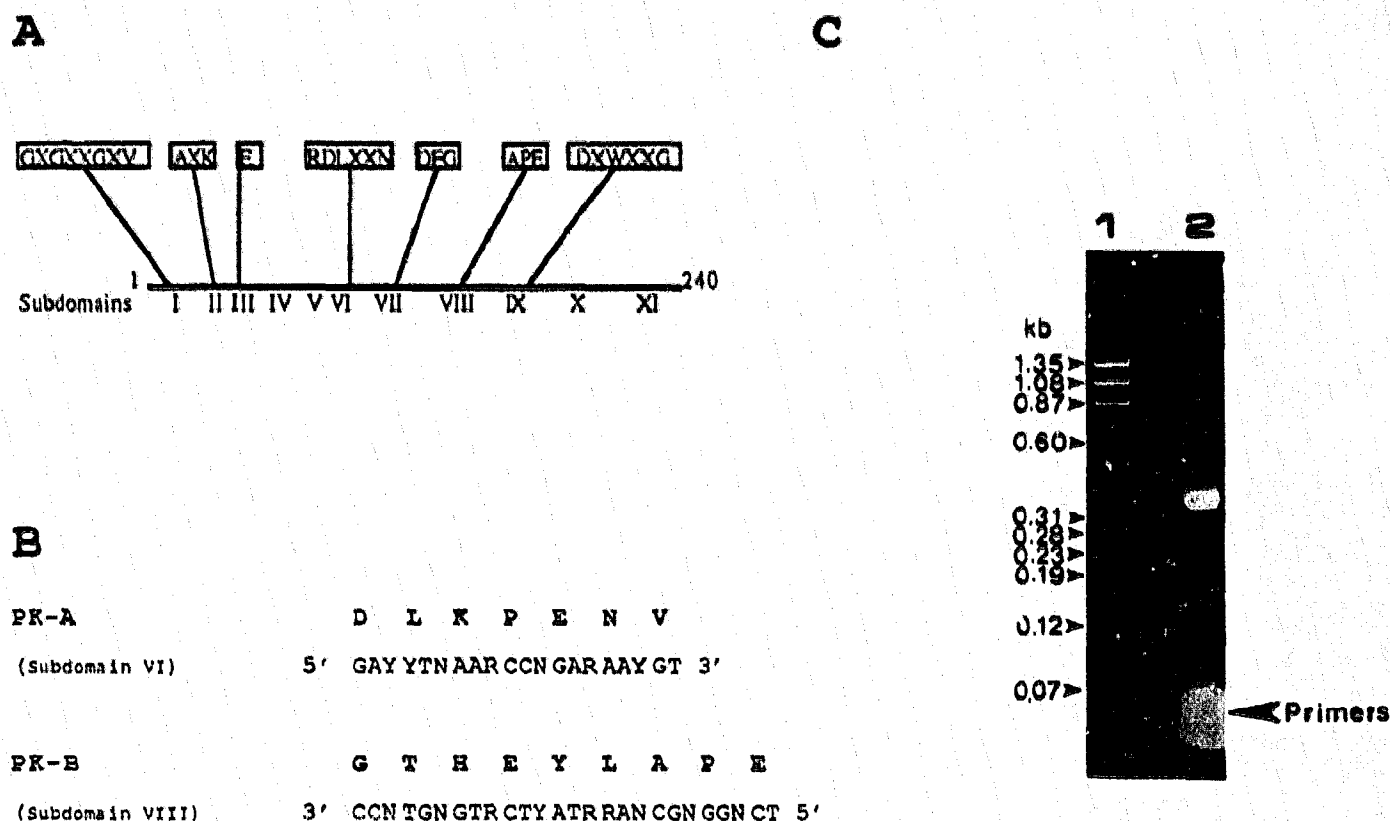 A
GXGXXGXV AXK E RDLXXN DFG APE DXWXXG
1 240
Subdomains I II III IV V VI VII VIII IX X XI
B
PK-A D L K P E N V
(Subdomain VI) 5' GAY YTN AAR CCN GAR AAY GT 3'
PK-B G T H E Y L A P E
(Subdomain VIII) 3' CCN TGN GTR CTY ATR RAN CGN GGN CT 5'
C
1 2
kb
1.35
1.08
0.87
0.60
0.31
0.28
0.23
0.19
0.12
0.07
Primers